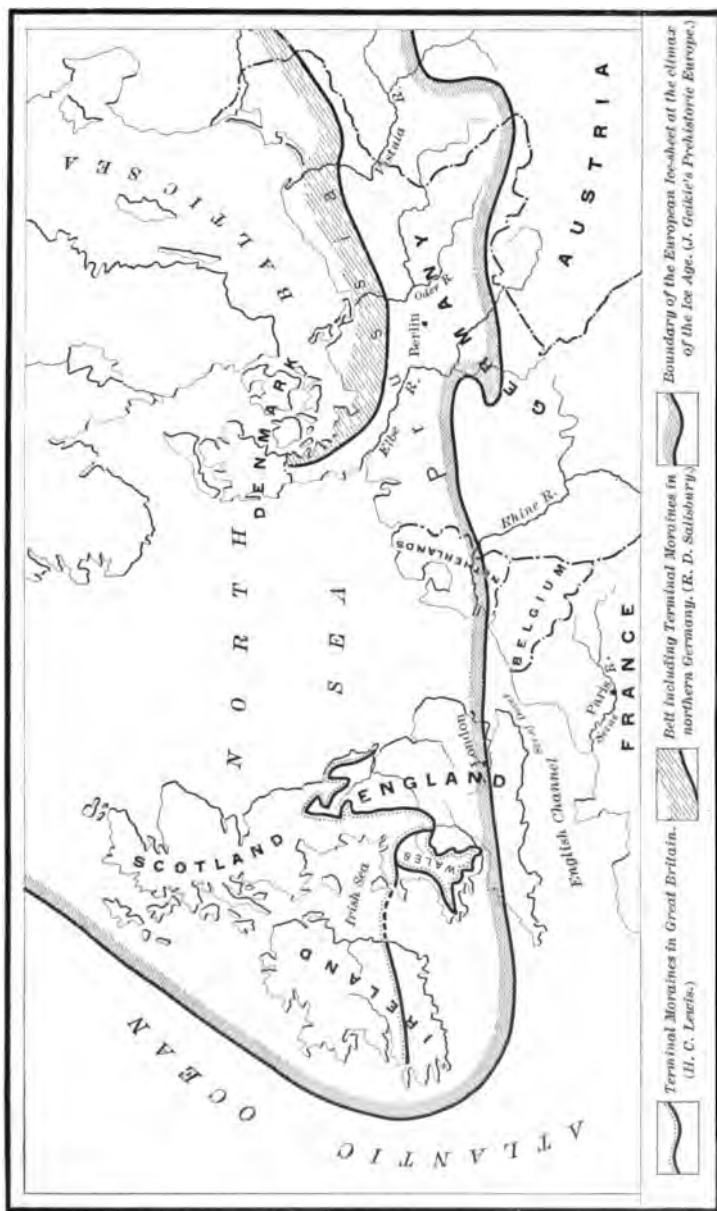 ATLANTIC
OCEAN
NORTH
SEA
BALTIC SEA
SCOTLAND
IRELAND
Irish Sea
ENGLAND
WALES
London
English Channel
DENMARK
NETHERLANDS
BELGIUM
FRANCE
Paris
Seine R.
Rhine R.
Elbe R.
Berlin
Oder R.
Vistula R.
Prussia
GERMANY
AUSTRIA
Terminal Moraines in Great Britain.
(H. C. Lewis.)
Belt including Terminal Moraines in
northern Germany. (R. D. Salisbury.)
Boundary of the European Ice-sheet at the climax
of the Ice Age. (J. Geikie's Prehistoric Europe.)